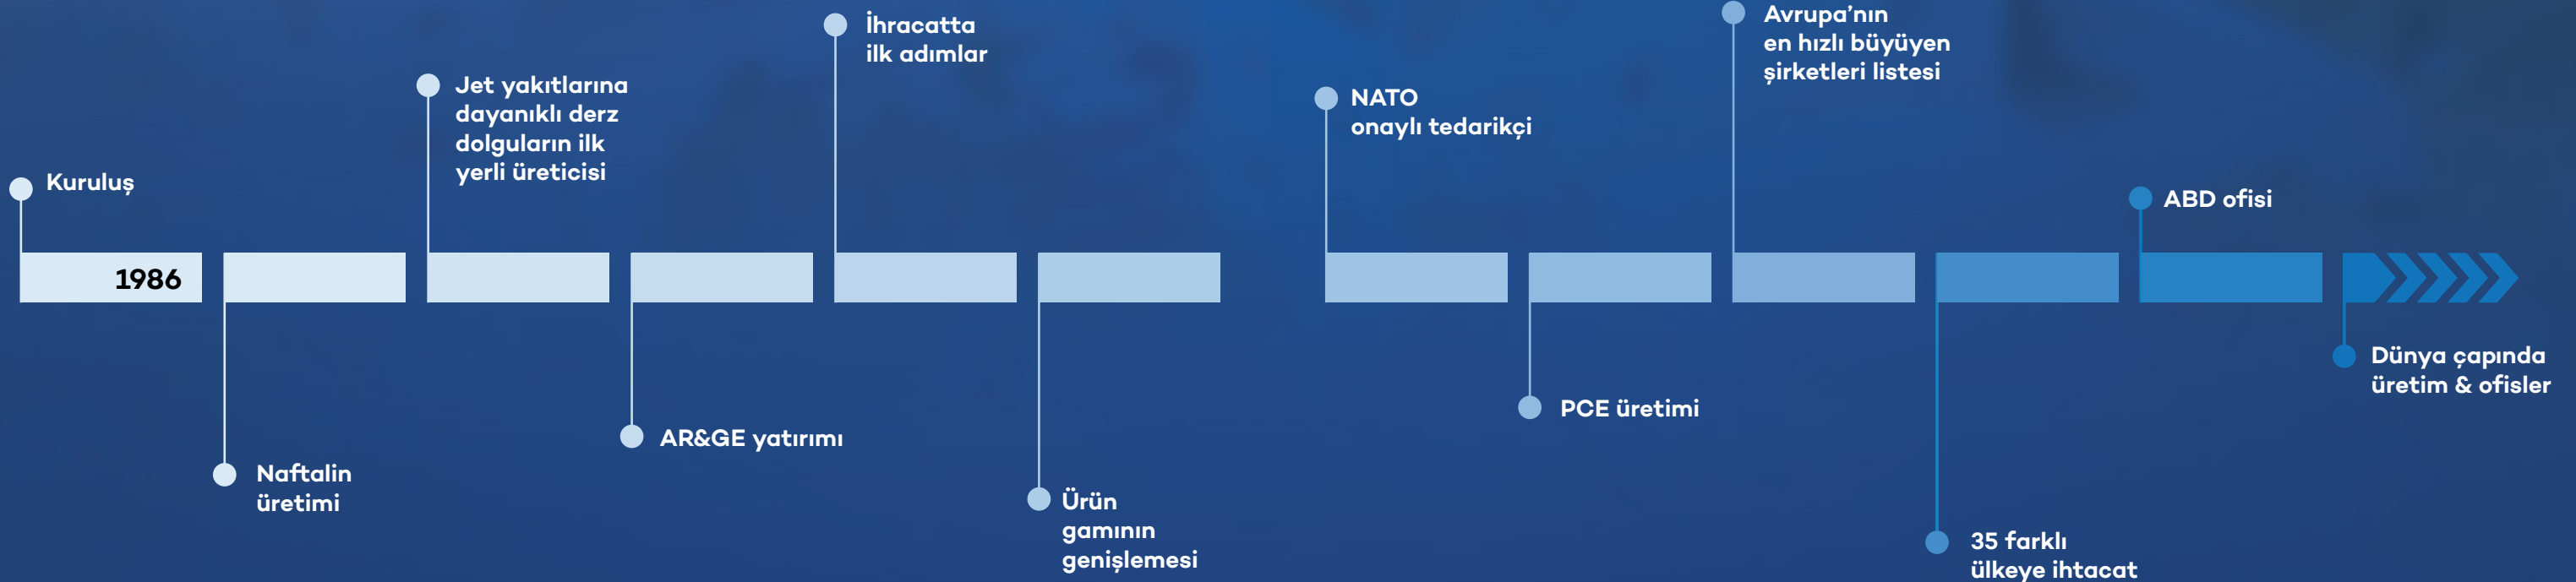 Kuruluş
1986
Naftalin
üretimi
Jet yakıtlarına
dayanıklı derz
dolguların ilk
yerli üreticisi
AR&GE yatırımı
İhracatta
ilk adımlar
Ürün
gamının
genişlemesi
NATO
onaylı tedarikçi
PCE üretimi
Avrupa’nın
en hızlı büyüyen
şirketleri listesi
35 farklı
ülkeye ihtacat
ABD ofisi
Dünya çapında
üretim & ofisler